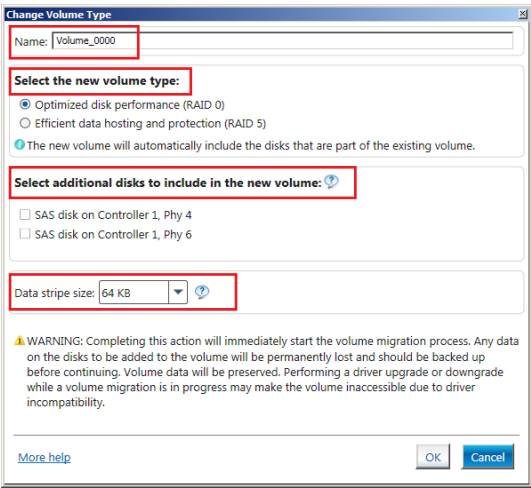 Change Volume Type
Name: Volume_0000
Select the new volume type:
Optimized disk performance (RAID 0)
Efficient data hosting and protection (RAID 5)
The new volume will automatically include the disks that are part of the existing volume.
Select additional disks to include in the new volume:
SAS disk on Controller 1, Phy 4
SAS disk on Controller 1, Phy 6
Data stripe size: 64 KB
WARNING: Completing this action will immediately start the volume migration process. Any data
on the disks to be added to the volume will be permanently lost and should be backed up
before continuing. Volume data will be preserved. Performing a driver upgrade or downgrade
while a volume migration is in progress may make the volume inaccessible due to driver
incompatibility.
More help
OK
Cancel